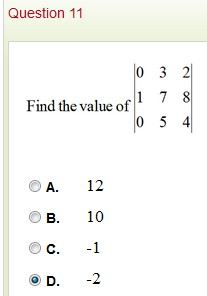 Question 11
|0 3 2|
Find the value of |1 7 8|
|0 5 4|
A. 12
B. 10
C. -1
D. -2